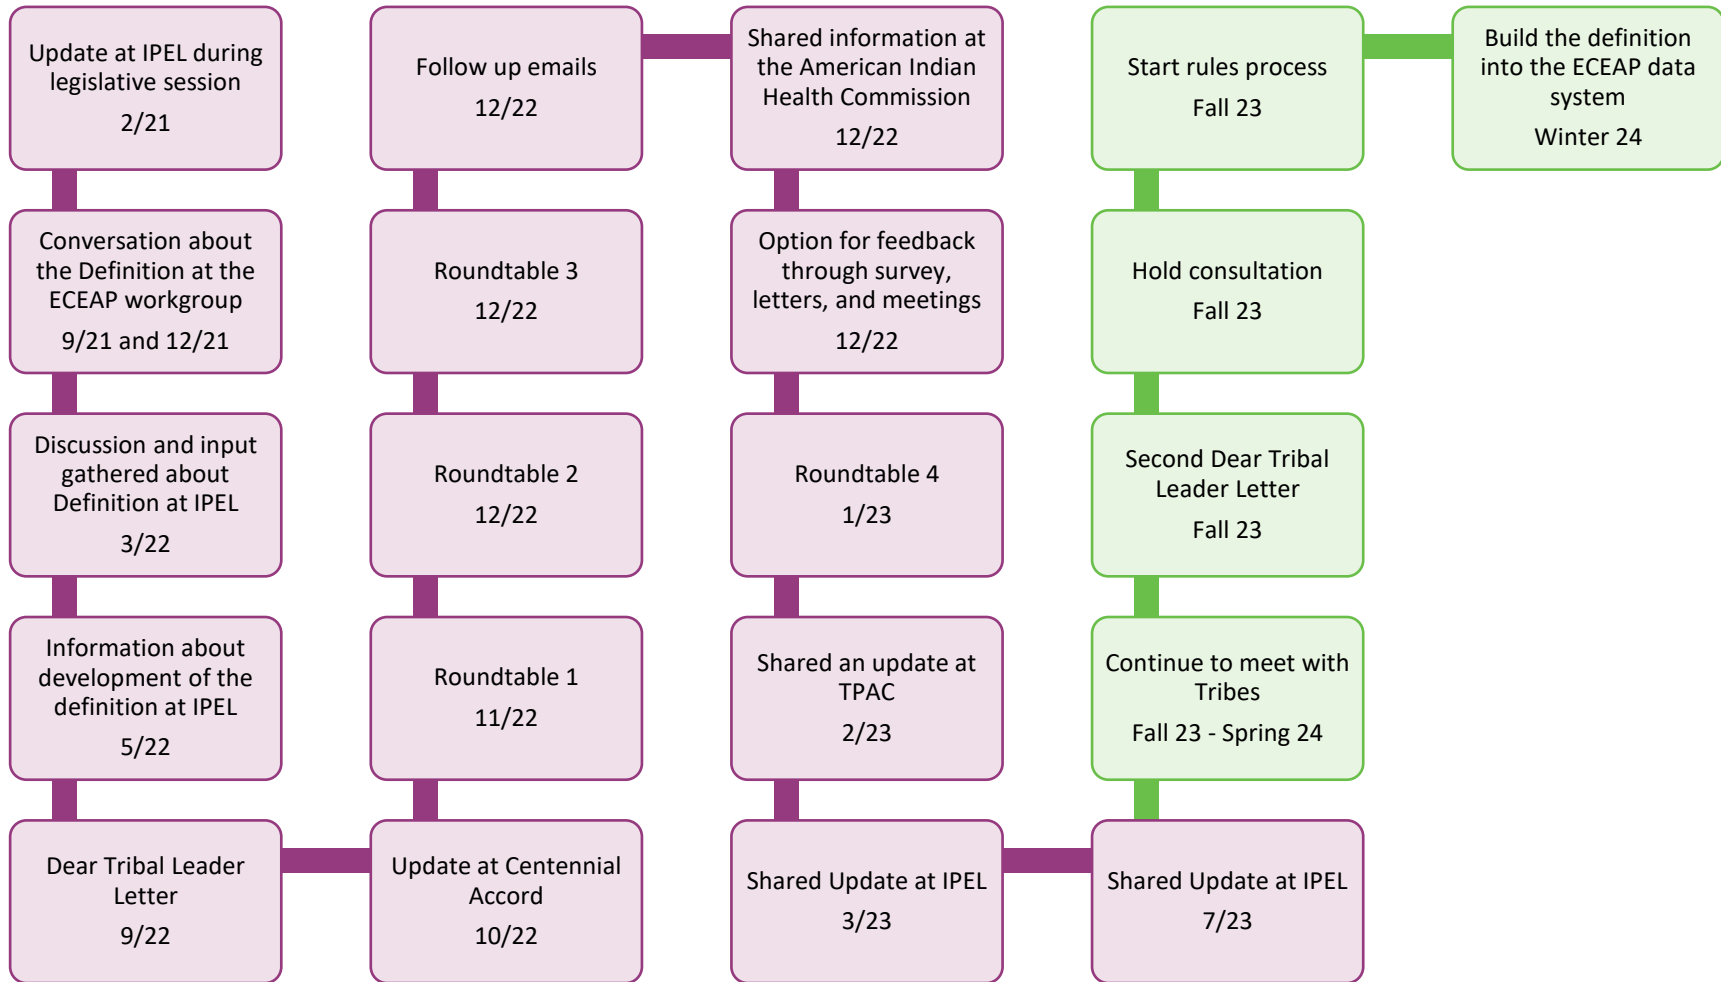 Update at IPEL during
legislative session
2/21
Conversation about
the Definition at the
ECEAP workgroup
9/21 and 12/21
Discussion and input
gathered about
Definition at IPEL
3/22
Information about
development of the
definition at IPEL
5/22
Dear Tribal Leader
Letter
9/22
Update at Centennial
Accord
10/22
Roundtable 1
11/22
Roundtable 2
12/22
Roundtable 3
12/22
Follow up emails
12/22
Shared information at
the American Indian
Health Commission
12/22
Option for feedback
through survey,
letters, and meetings
12/22
Roundtable 4
1/23
Shared an update at
TPAC
2/23
Shared Update at IPEL
3/23
Shared Update at IPEL
7/23
Continue to meet with
Tribes
Fall 23 - Spring 24
Second Dear Tribal
Leader Letter
Fall 23
Hold consultation
Fall 23
Start rules process
Fall 23
Build the definition
into the ECEAP data
system
Winter 24